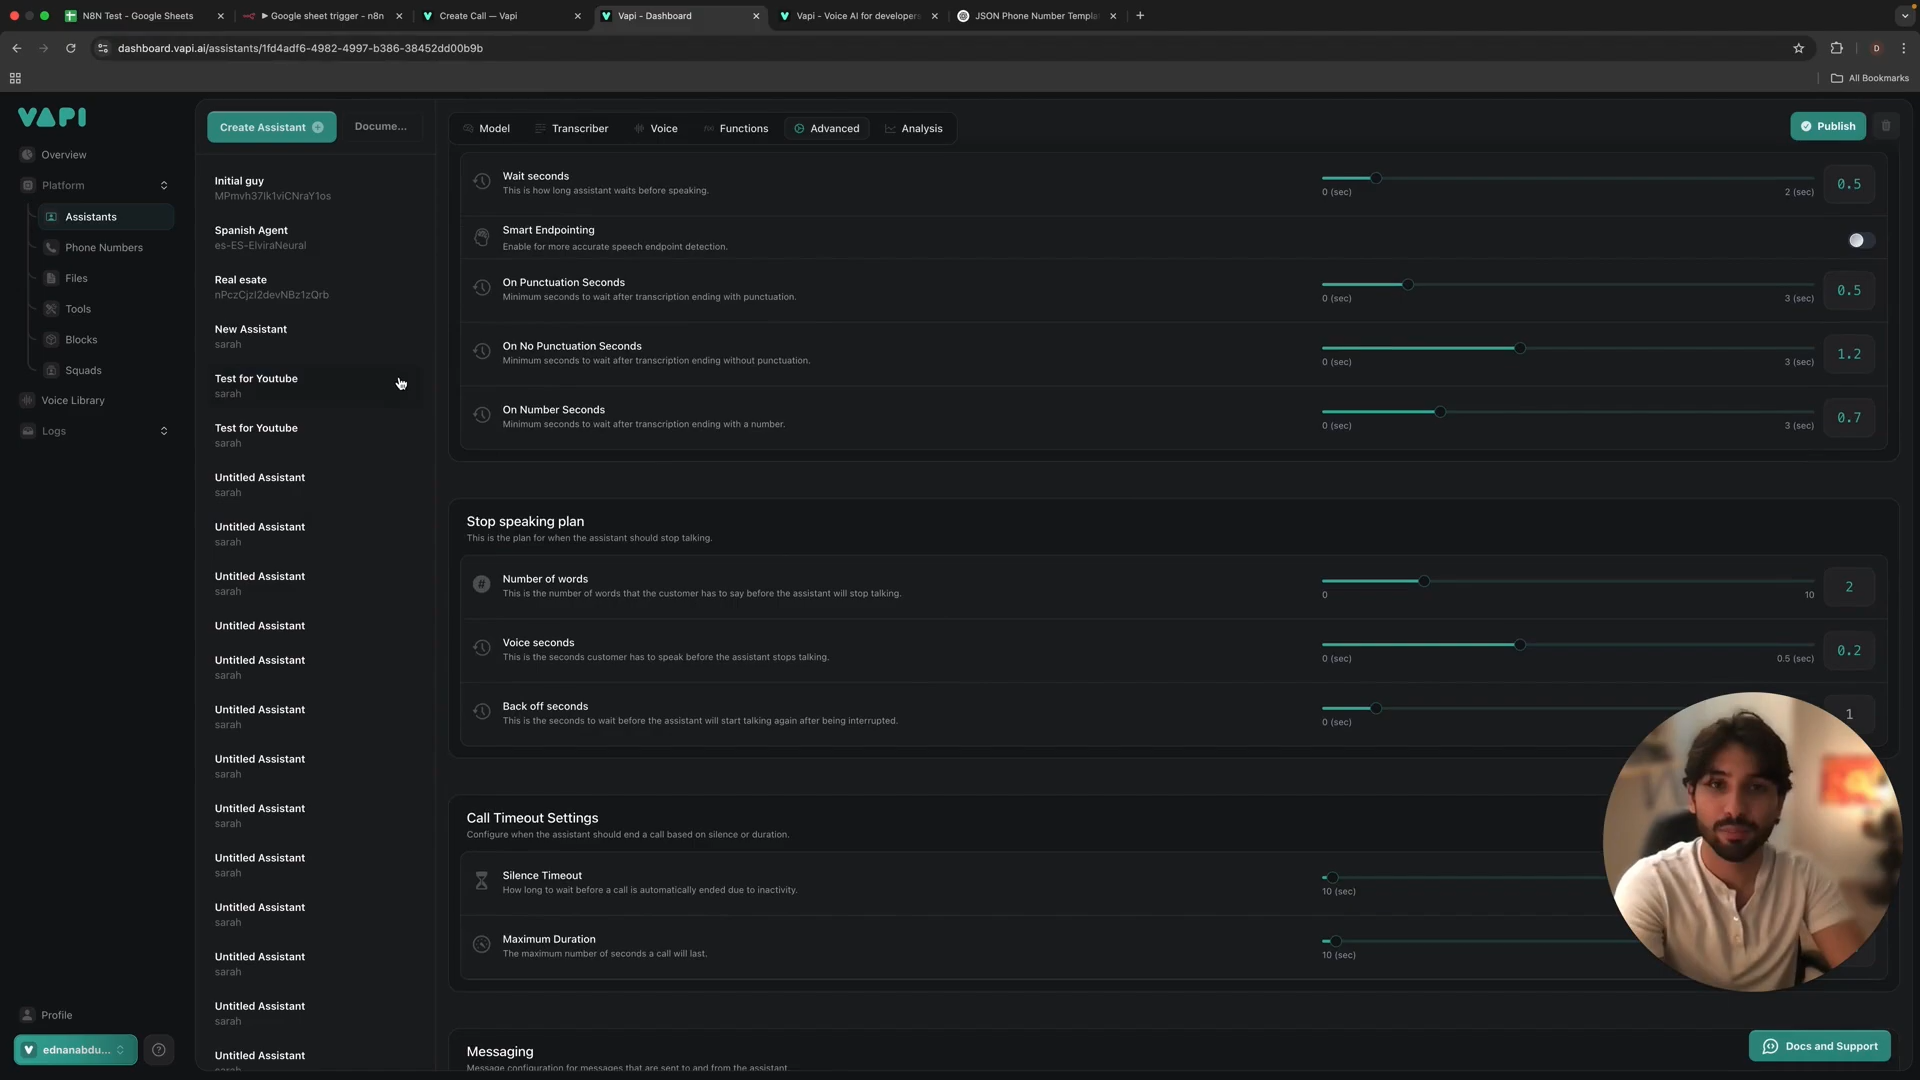 N8N Test - Google Sheets
Google sheet trigger - n8n
Create Call — Vapi
Vapi - Dashboard
Vapi - Voice AI for developers
JSON Phone Number Templa
dashboard.vapi.ai/assistants/1fd4adf6-4982-4997-b386-38452dd00b9b
D
All Bookmarks
VAPI
Overview
Platform
Assistants
Phone Numbers
Files
Tools
Blocks
Squads
Voice Library
Logs
Profile
ednanabdu...
Create Assistant
Docume...
Initial guy
MPmvh37lk1viCNraY1os
Spanish Agent
es-ES-ElviraNeural
Real esate
nPczCjzI2devNBz1zQrb
New Assistant
sarah
Test for Youtube
sarah
Test for Youtube
sarah
Untitled Assistant
sarah
Untitled Assistant
sarah
Untitled Assistant
sarah
Untitled Assistant
Untitled Assistant
sarah
Untitled Assistant
sarah
Untitled Assistant
sarah
Untitled Assistant
sarah
Untitled Assistant
sarah
Untitled Assistant
sarah
Untitled Assistant
sarah
Untitled Assistant
sarah
Untitled Assistant
sarah
Model
Transcriber
Voice
Functions
Advanced
Analysis
Publish
Wait seconds
This is how long assistant waits before speaking.
0 (sec)
2 (sec)
0.5
Smart Endpointing
Enable for more accurate speech endpoint detection.
On Punctuation Seconds
Minimum seconds to wait after transcription ending with punctuation.
0 (sec)
3 (sec)
0.5
On No Punctuation Seconds
Minimum seconds to wait after transcription ending without punctuation.
0 (sec)
3 (sec)
1.2
On Number Seconds
Minimum seconds to wait after transcription ending with a number.
0 (sec)
3 (sec)
0.7
Stop speaking plan
This is the plan for when the assistant should stop talking.
Number of words
This is the number of words that the customer has to say before the assistant will stop talking.
0
10
2
Voice seconds
This is the seconds customer has to speak before the assistant stops talking.
0 (sec)
0.5 (sec)
0.2
Back off seconds
This is the seconds to wait before the assistant will start talking again after being interrupted.
0 (sec)
1
Call Timeout Settings
Configure when the assistant should end a call based on silence or duration.
Silence Timeout
How long to wait before a call is automatically ended due to inactivity.
10 (sec)
Maximum Duration
The maximum number of seconds a call will last.
10 (sec)
Messaging
Message configuration for messages that are sent to and from the assistant.
Docs and Support